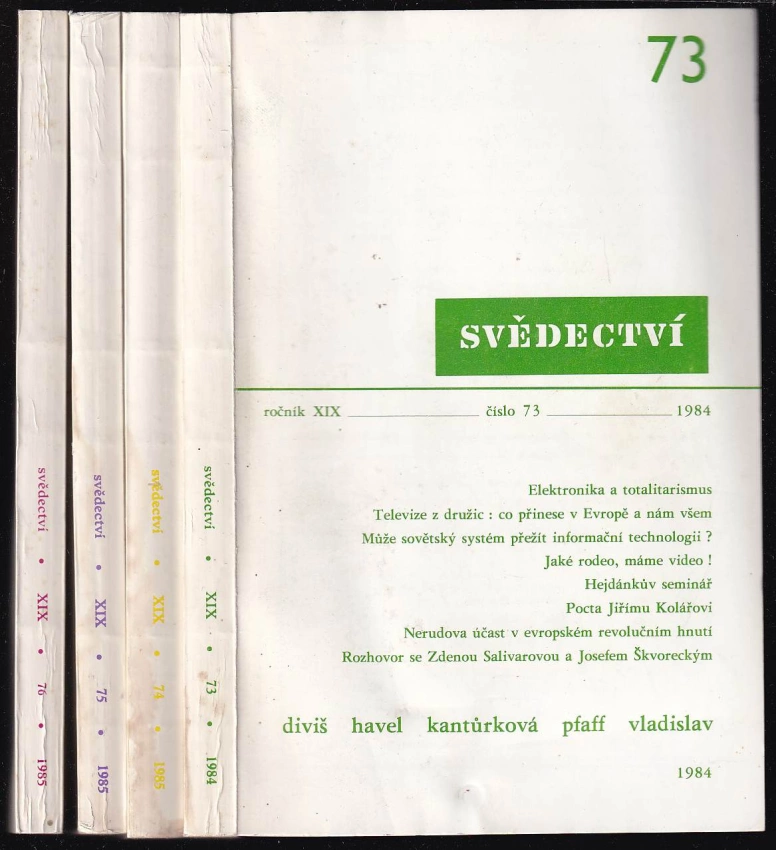 svědectví • XIX • 76 • 1985
svědectví • XIX • 75 • 1985
svědectví • XIX • 74 • 1985
svědectví • XIX • 73 • 1984
73
SVĚDECTVÍ
ročník XIX číslo 73 1984
Elektronika a totalitarismus
Televize z družic : co přinese v Evropě a nám všem
Může sovětský systém přežít informační technologii ?
Jaké rodeo, máme video !
Hejdánkův seminář
Pocta Jiřímu Kolářovi
Nerudova účast v evropském revolučním hnutí
Rozhovor se Zdenou Salivarovou a Josefem Škvoreckým
diviš havel kantůrková pfaff vladislav
1984